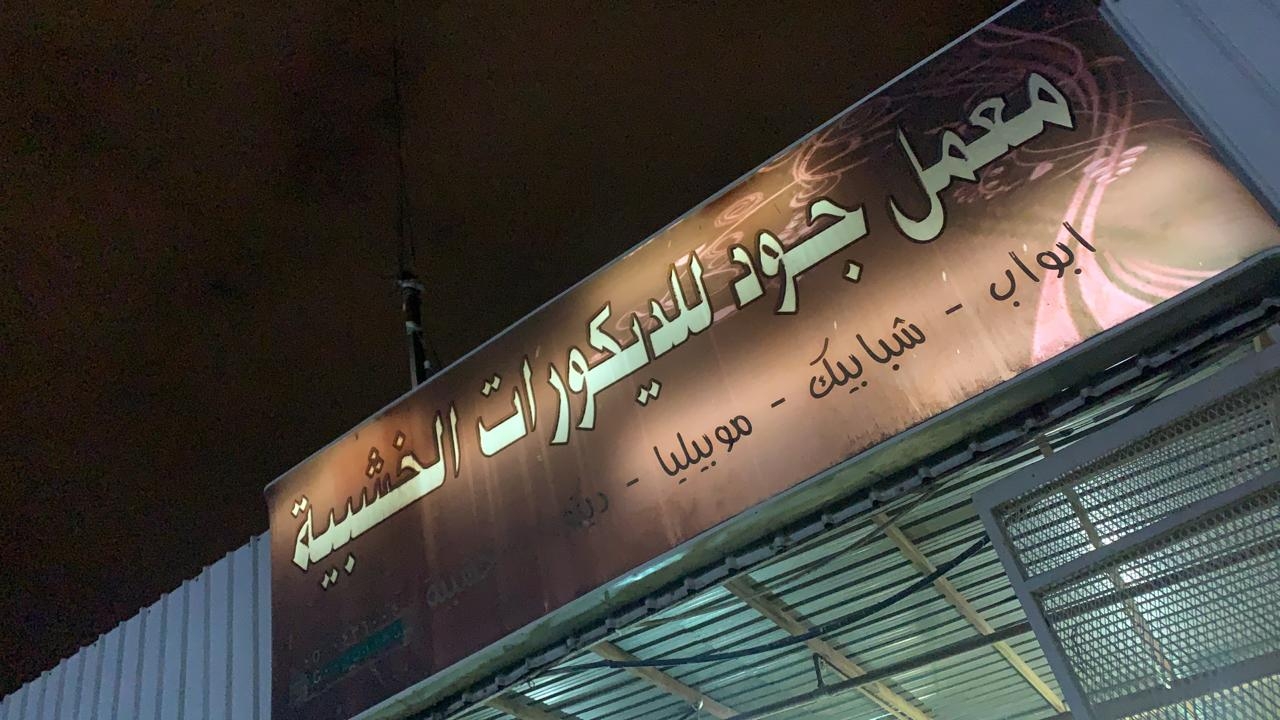 معمل جود للديكورات الخشبية
ابواب - شبابيك - موبيليا -